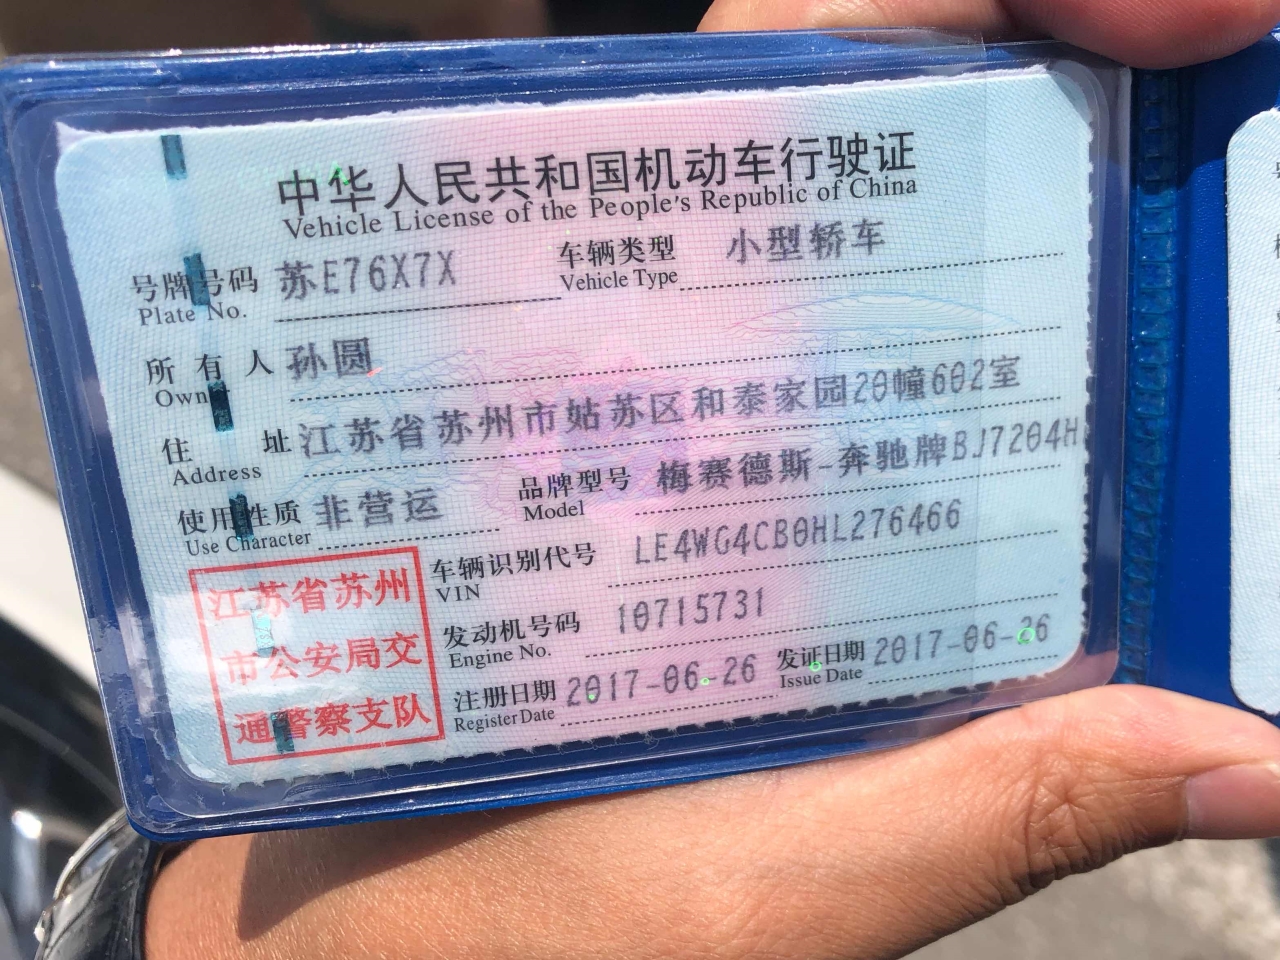 中华人民共和国机动车行驶证
Vehicle License of the People's Republic of China
号牌号码 苏E76X7X 车辆类型 小型轿车
Plate No. Vehicle Type
所有人 孙圆
Own
住址 江苏省苏州市姑苏区和泰家园20幢602室
Address
使用性质 非营运 品牌型号 梅赛德斯-奔驰牌BJ7204H
Use Character Model
车辆识别代号 LE4WG4CB0HL276466
VIN
发动机号码 10715731
Engine No.
注册日期 2017-06-26 发证日期 2017-06-26
Register Date Issue Date
江苏省苏州
市公安局交
通警察支队